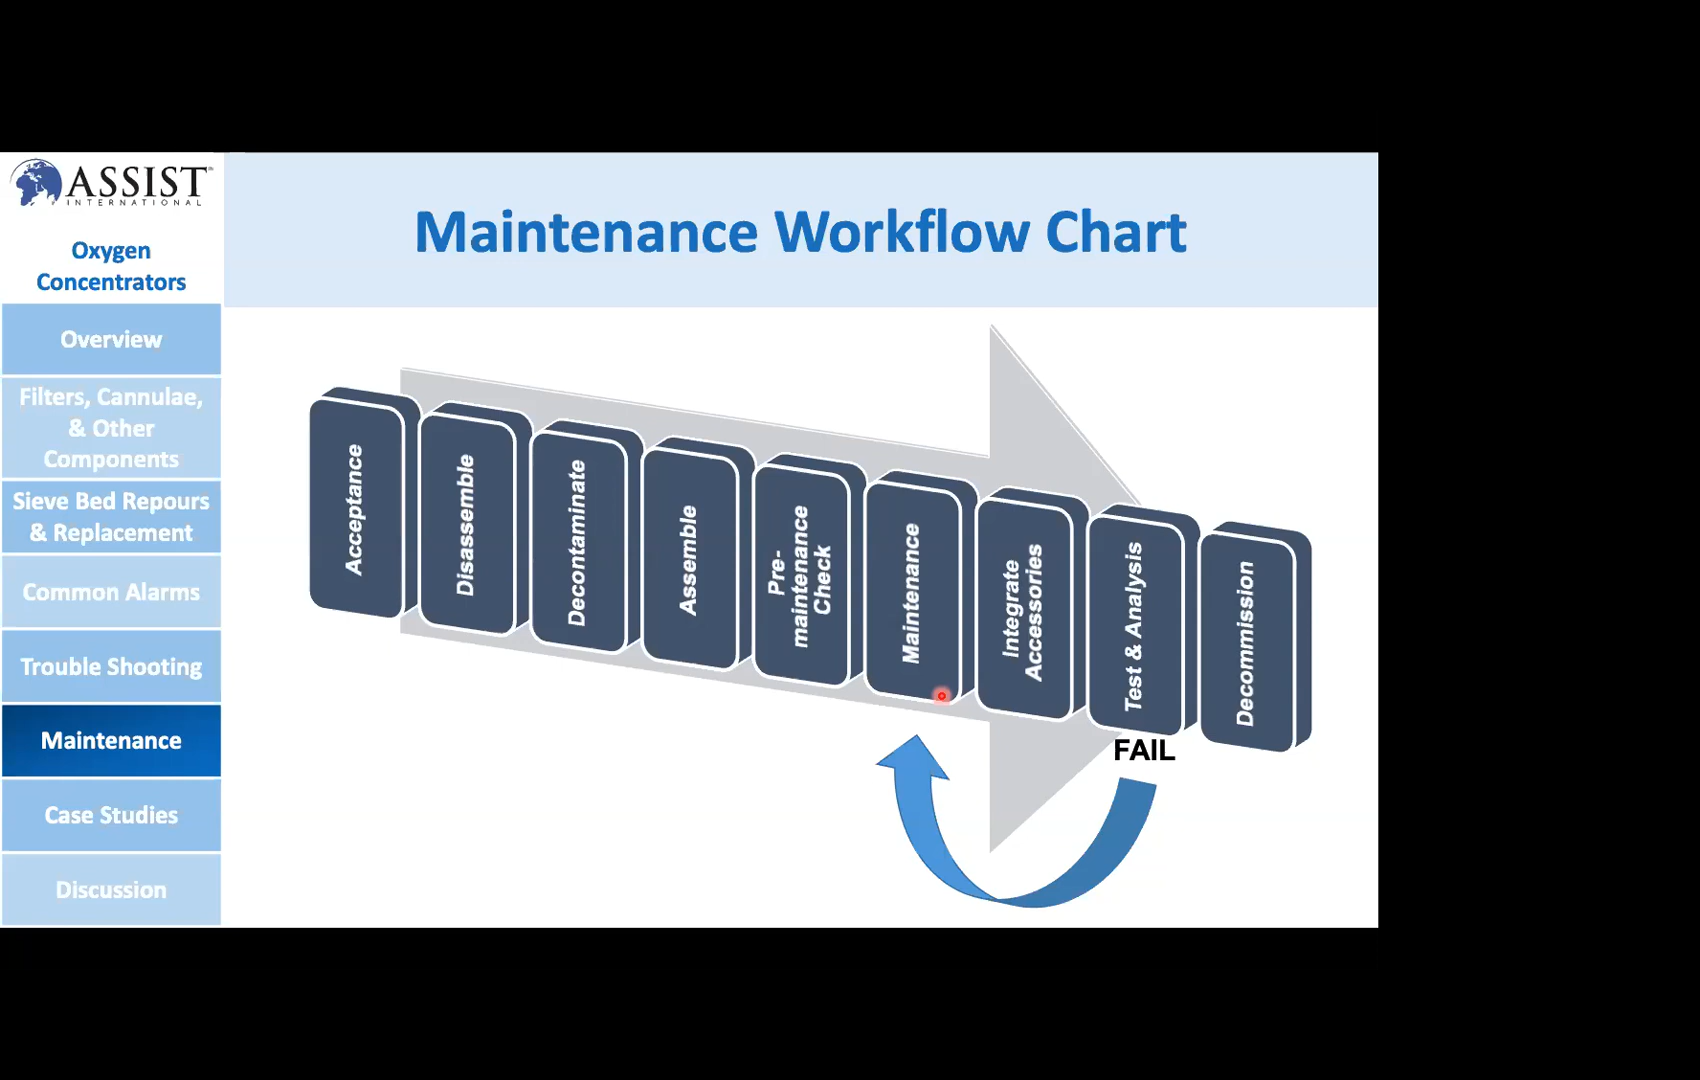 ASSIST
INTERNATIONAL
Oxygen
Concentrators
Overview
Filters, Cannulae,
& Other
Components
Sieve Bed Repours
& Replacement
Common Alarms
Trouble Shooting
Maintenance
Case Studies
Discussion
Maintenance Workflow Chart
Acceptance
Disassemble
Decontaminate
Assemble
Pre-
maintenance
Check
Maintenance
Integrate
Accessories
Test & Analysis
Decommission
FAIL